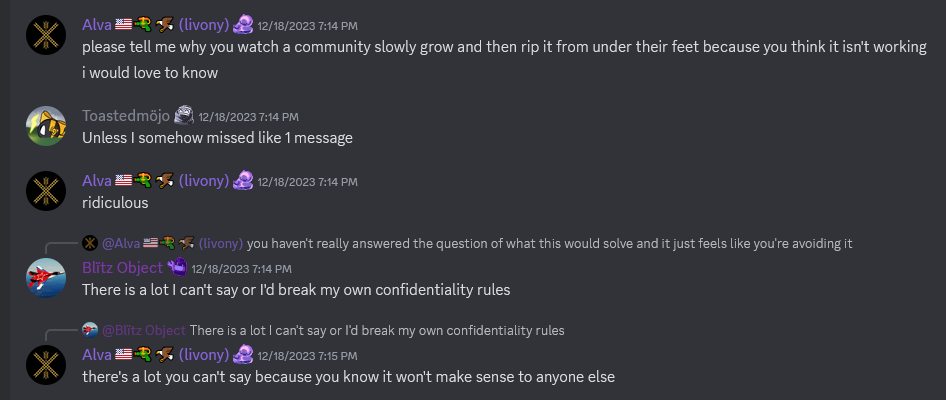 Alva (livony) 12/18/2023 7:14 PM
please tell me why you watch a community slowly grow and then rip it from under their feet because you think it isn't working
i would love to know
Toastedmöjo 12/18/2023 7:14 PM
Unless I somehow missed like 1 message
Alva (livony) 12/18/2023 7:14 PM
ridiculous
@Alva (livony) you haven't really answered the question of what this would solve and it just feels like you're avoiding it
Blïtz Object 12/18/2023 7:14 PM
There is a lot I can't say or I'd break my own confidentiality rules
@Blïtz Object There is a lot I can't say or I'd break my own confidentiality rules
Alva (livony) 12/18/2023 7:15 PM
there's a lot you can't say because you know it won't make sense to anyone else